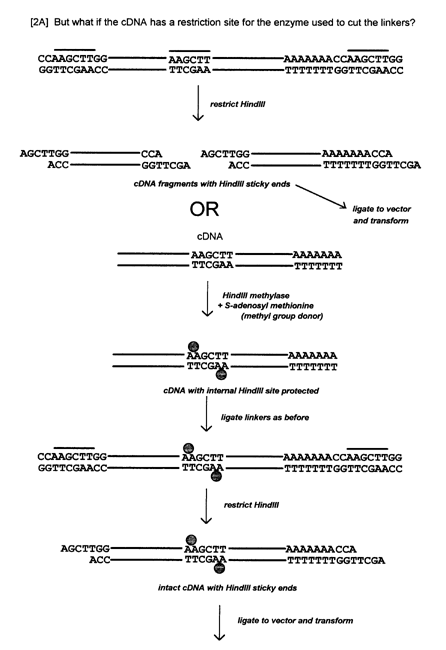 [2A] But what if the cDNA has a restriction site for the enzyme used to cut the linkers?
CCAAGCTTGG AAGCTT AAAAAAACCAAGCTTGG
GGTTCGAACC TTCGAA TTTTTTTGGTTCGAACC
restrict HindIII
AGCTTGG CCA AGCTTGG AAAAAAACCA
ACC GGTTCGA ACC TTTTTTTGGTTCGA
cDNA fragments with HindIII sticky ends
ligate to vector
and transform
OR
cDNA
AAGCTT AAAAAAA
TTCGAA TTTTTTT
HindIII methylase
+ S-adenosyl methionine
(methyl group donor)
AAGCTT AAAAAAA
TTCGAA TTTTTTT
cDNA with internal HindIII site protected
ligate linkers as before
CCAAGCTTGG AAGCTT AAAAAAACCAAGCTTGG
GGTTCGAACC TTCGAA TTTTTTTGGTTCGAACC
restrict HindIII
AGCTTGG AAGCTT AAAAAAACCA
ACC TTCGAA TTTTTTTGGTTCGA
intact cDNA with HindIII sticky ends
ligate to vector and transform